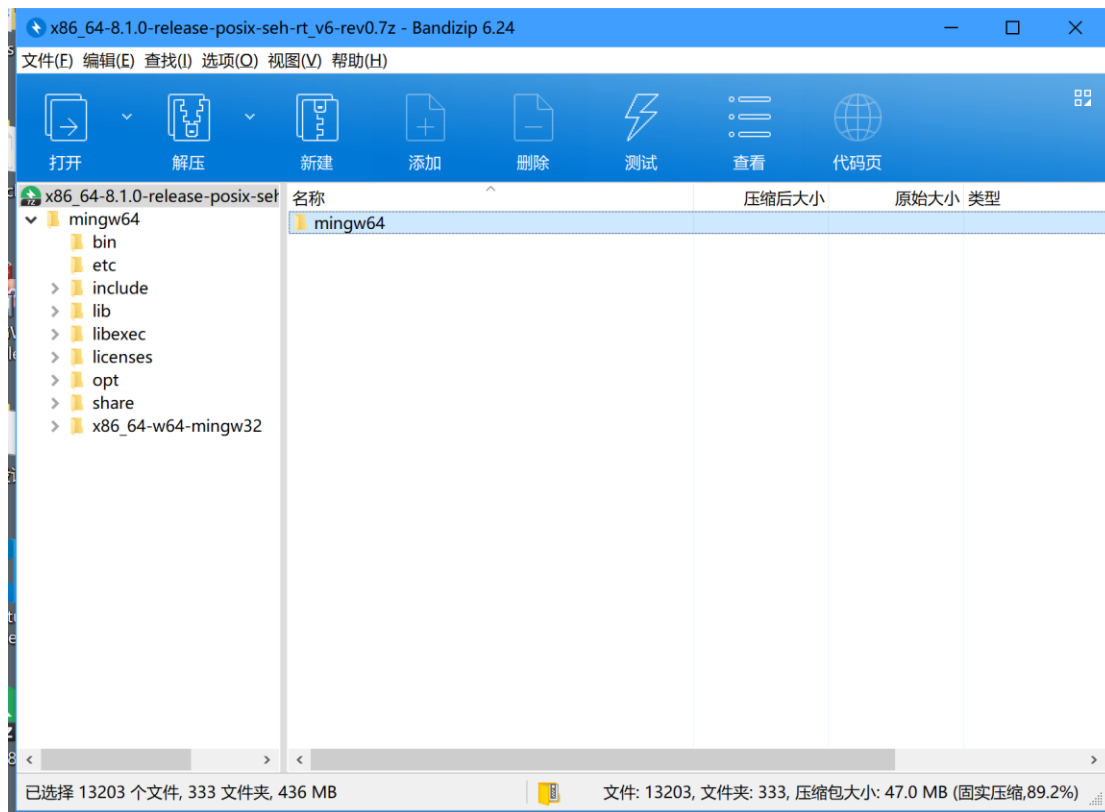 x86_64-8.1.0-release-posix-seh-rt_v6-rev0.7z - Bandizip 6.24
文件(F) 编辑(E) 查找(I) 选项(O) 视图(V) 帮助(H)
打开 解压 新建 添加 删除 测试 查看 代码页
x86_64-8.1.0-release-posix-seh
名称 压缩后大小 原始大小 类型
mingw64
mingw64
bin
etc
include
lib
libexec
licenses
opt
share
x86_64-w64-mingw32
已选择 13203 个文件, 333 文件夹, 436 MB
文件: 13203, 文件夹: 333, 压缩包大小: 47.0 MB (固实压缩,89.2%)